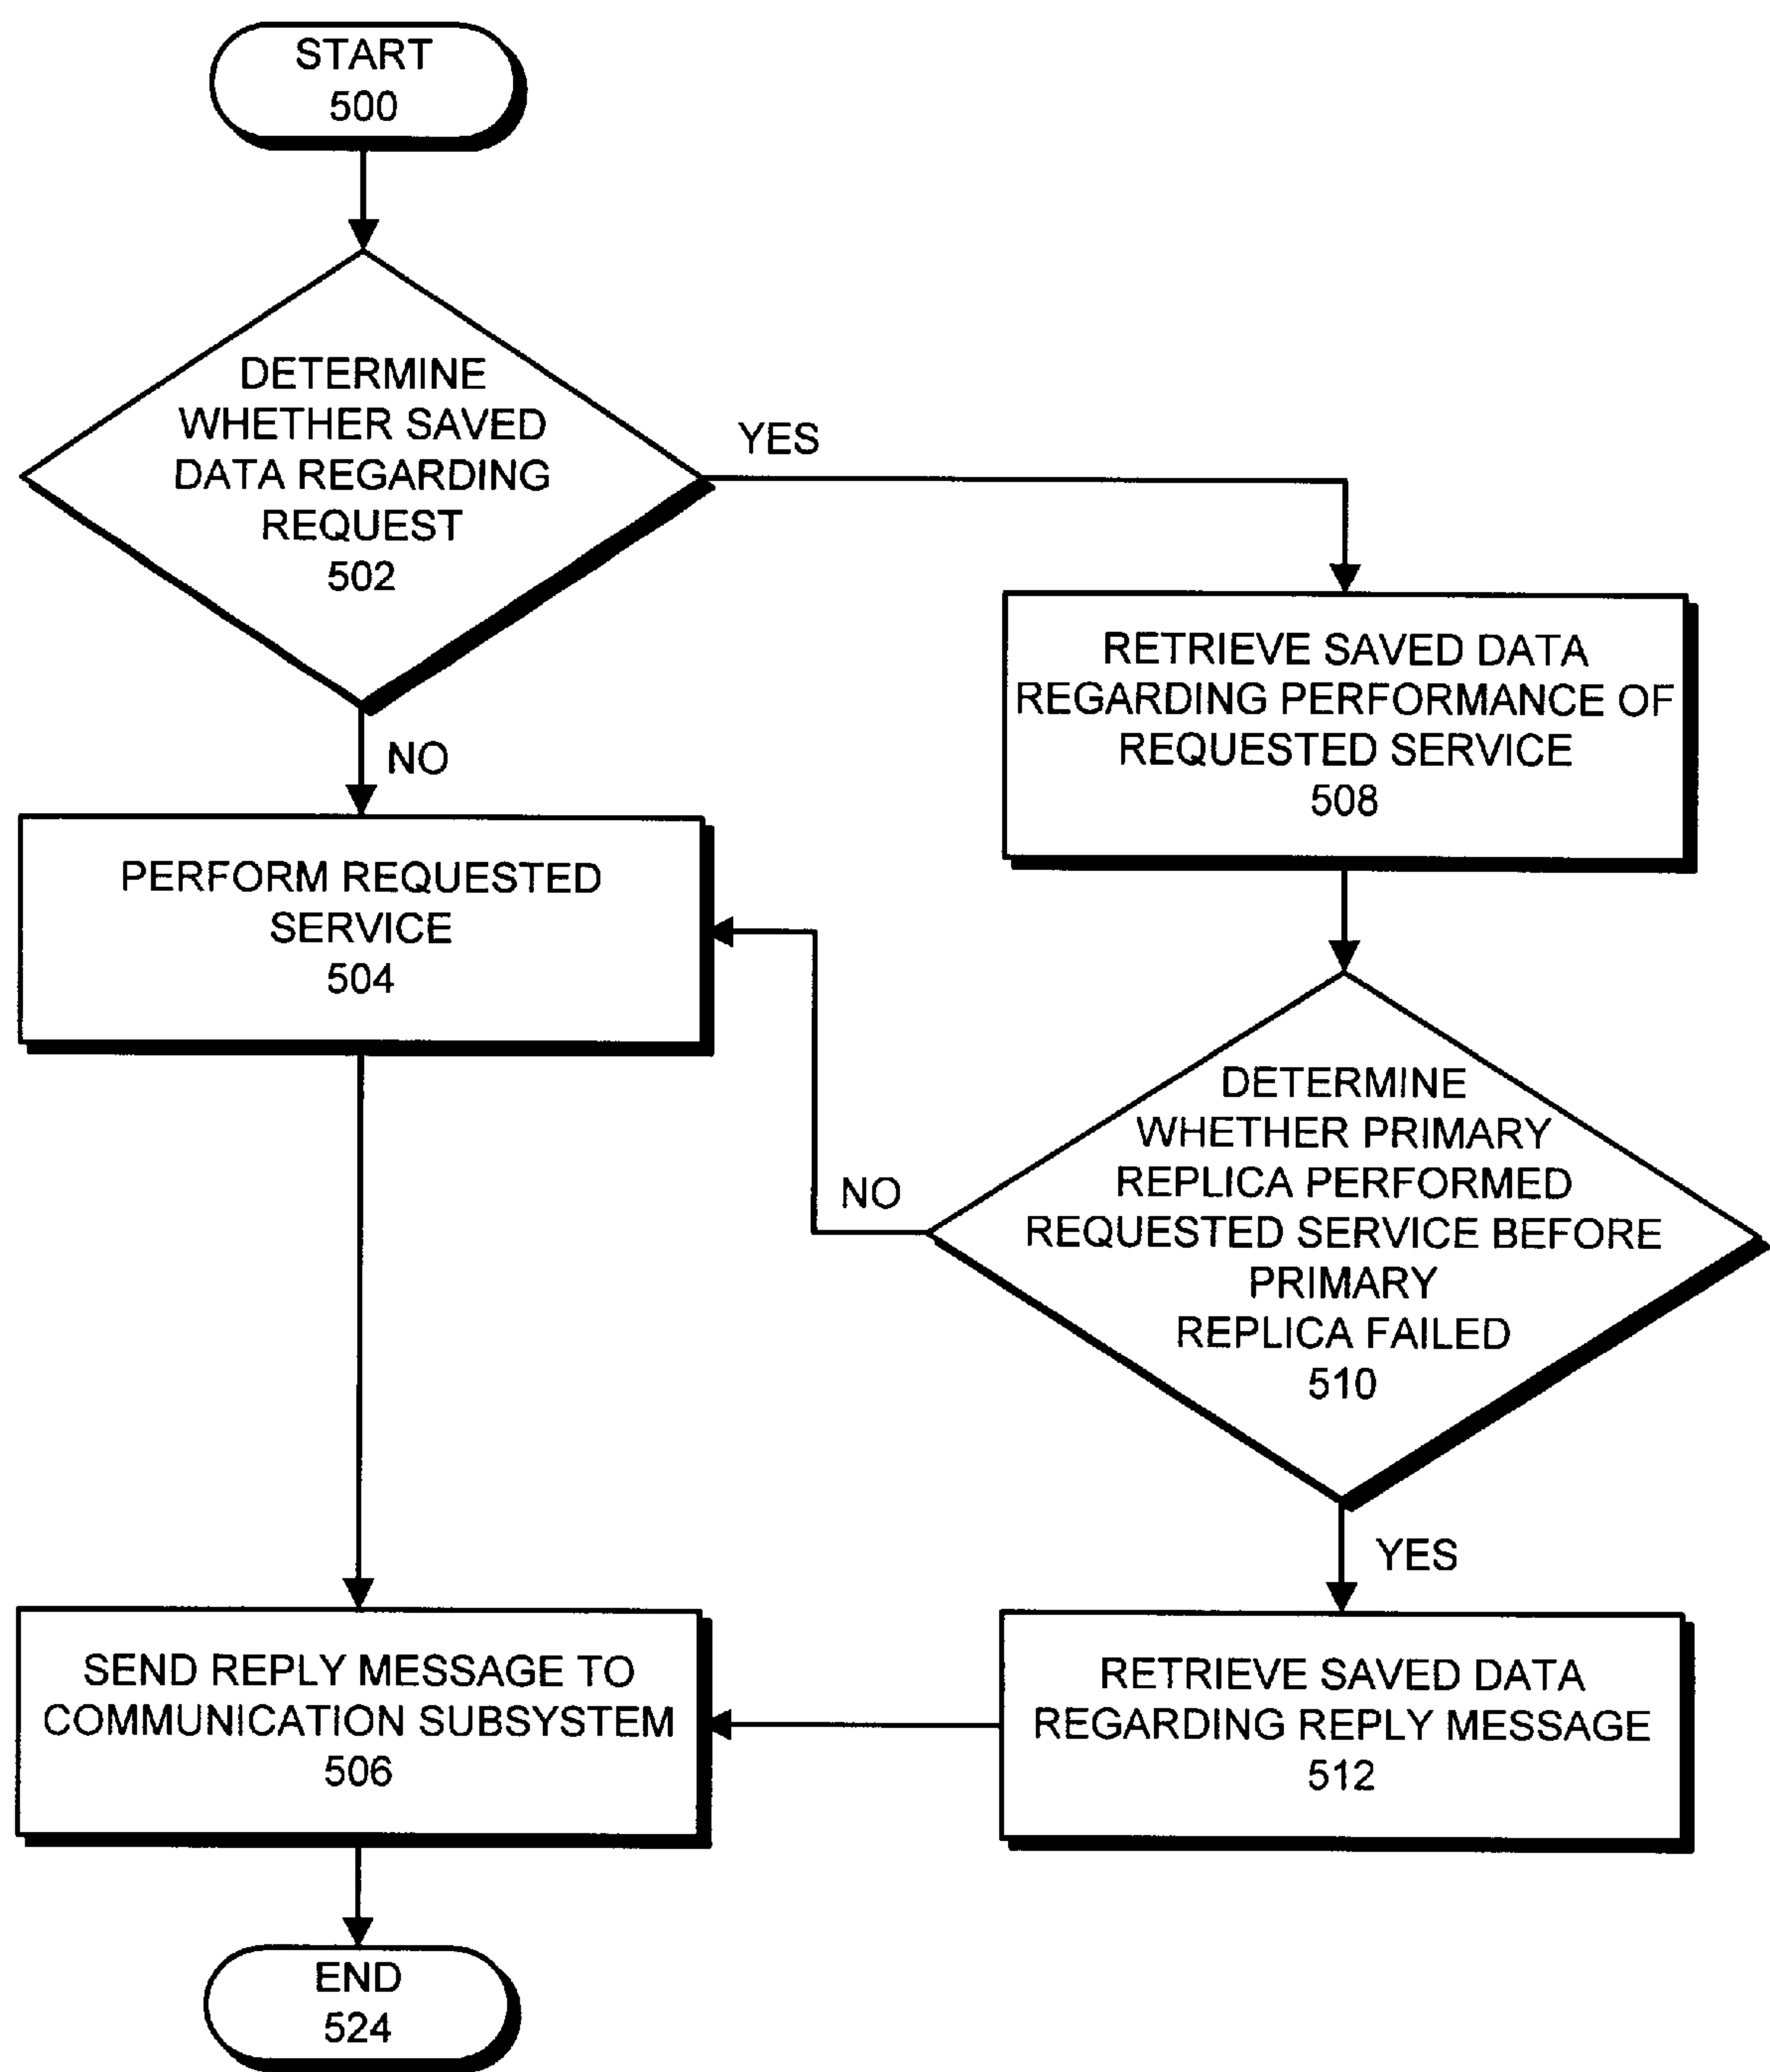 START
500
DETERMINE
WHETHER SAVED
DATA REGARDING
REQUEST
502
YES
NO
RETRIEVE SAVED DATA
REGARDING PERFORMANCE OF
REQUESTED SERVICE
508
PERFORM REQUESTED
SERVICE
504
DETERMINE
WHETHER PRIMARY
REPLICA PERFORMED
REQUESTED SERVICE BEFORE
PRIMARY
REPLICA FAILED
510
NO
YES
SEND REPLY MESSAGE TO
COMMUNICATION SUBSYSTEM
506
RETRIEVE SAVED DATA
REGARDING REPLY MESSAGE
512
END
524